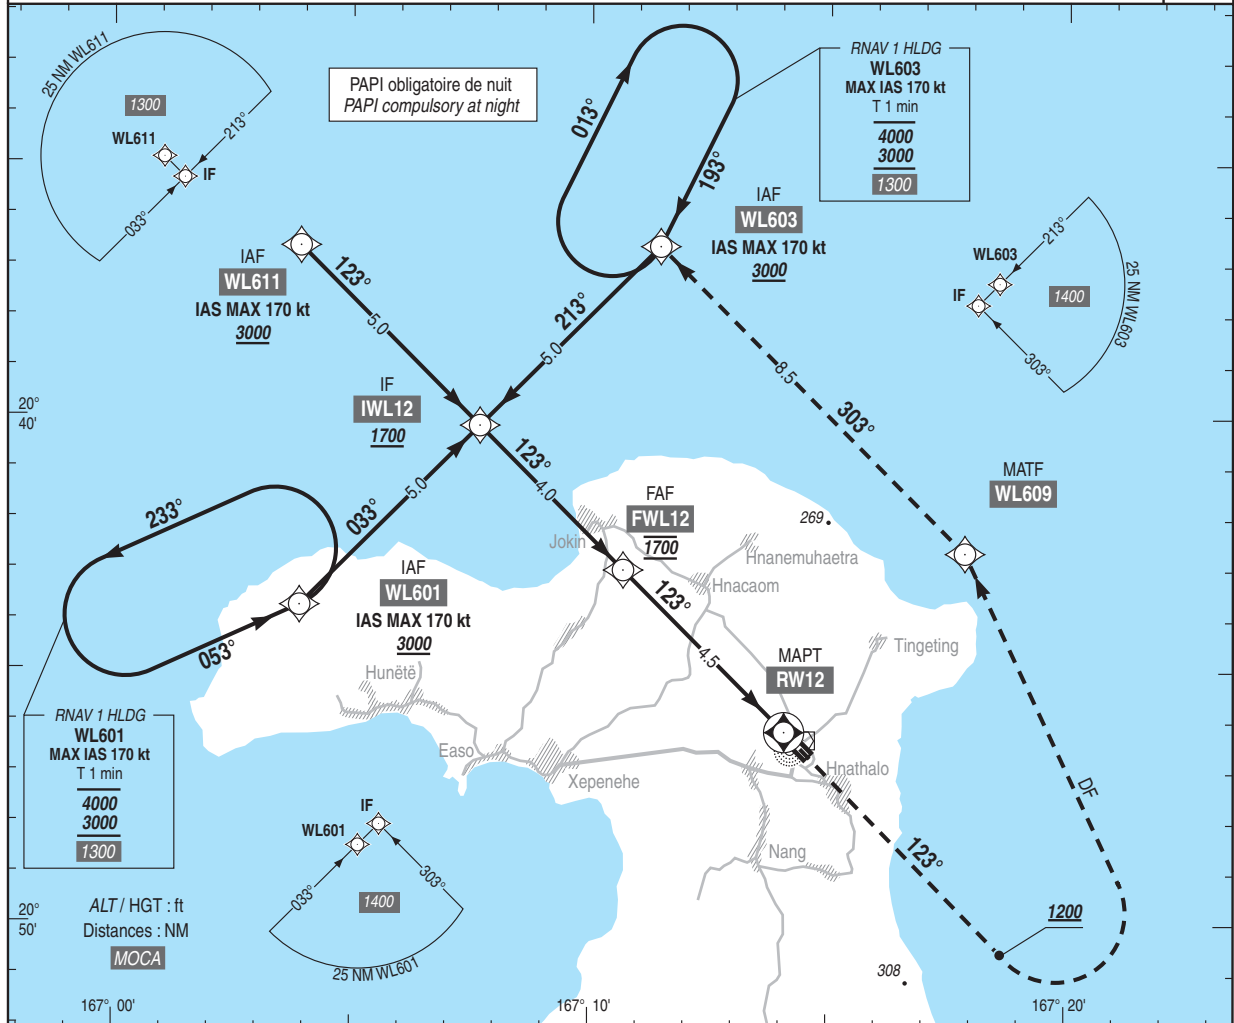 25 NM WL611
1300
WL611
IF
213°
033°
PAPI obligatoire de nuit
PAPI compulsory at night
013°
193°
RNAV 1 HLDG
WL603
MAX IAS 170 kt
T 1 min
4000
3000
1300
IAF
WL603
IAS MAX 170 kt
3000
IAF
WL611
IAS MAX 170 kt
3000
123°
5.0
213°
5.0
WL603
IF
213°
303°
1400
25 NM WL603
8.5
303°
IF
IWL12
1700
20°
40'
123°
4.0
033°
5.0
233°
053°
MATF
WL609
FAF
FWL12
1700
269
Jokin
Hnanemuhaetra
Hnacaom
IAF
WL601
IAS MAX 170 kt
3000
123°
4.5
Tingeting
MAPT
RW12
Hunëtë
Easo
Xepenehe
Hnathalo
Nang
RNAV 1 HLDG
WL601
MAX IAS 170 kt
T 1 min
4000
3000
1300
IF
WL601
033°
303°
1400
25 NM WL601
DF
123°
1200
308
ALT / HGT : ft
Distances : NM
MOCA
20°
50'
167° 00'
167° 10'
167° 20'